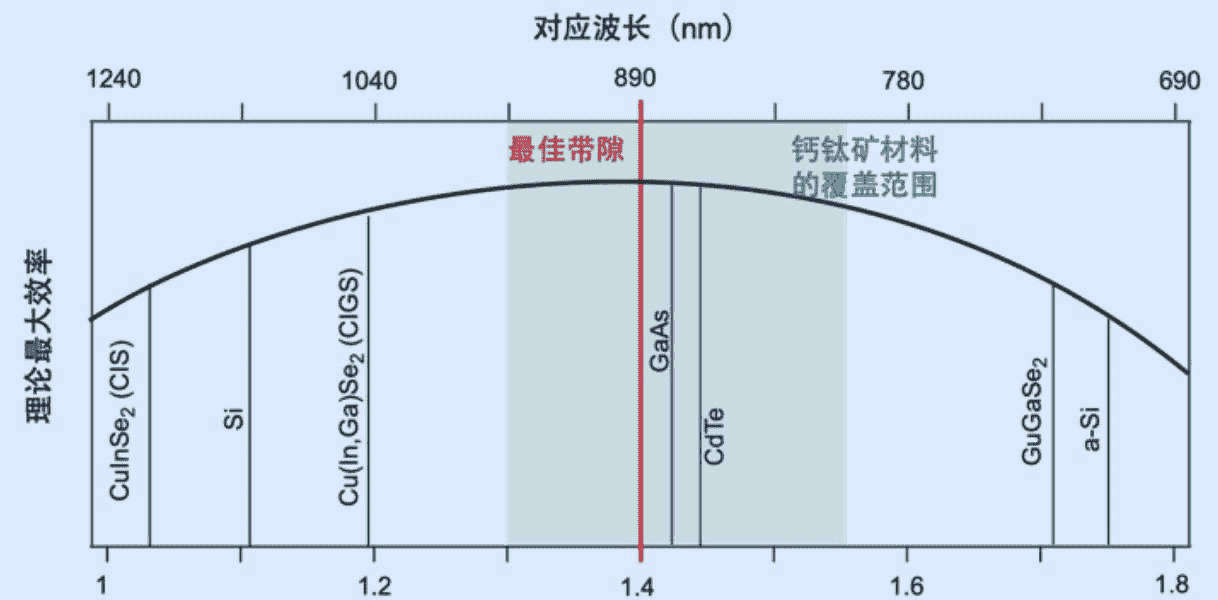 对应波长（nm）
1240 1040 890 780 690
最佳带隙
钙钛矿材料
的覆盖范围
理论最大效率
CuInSe₂ (CIS)
Si
Cu(In,Ga)Se₂ (CIGS)
GaAs
CdTe
GuGaSe₂
a-Si
1 1.2 1.4 1.6 1.8